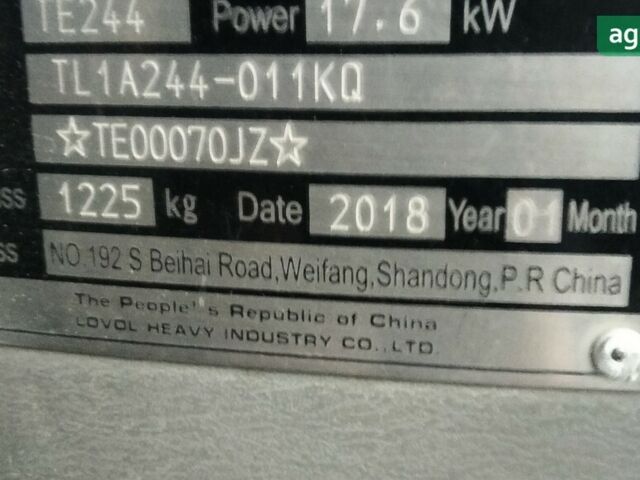 TE244 Power 17.6 kW
ag
TL1A244-011KQ
☆TE00070JZ☆
1225 kg Date 2018 Year 01 Month
NO.192 S Beihai Road,Weifang,Shandong,P.R China
The People's Republic of China
LOVOL HEAVY INDUSTRY CO.,LTD.